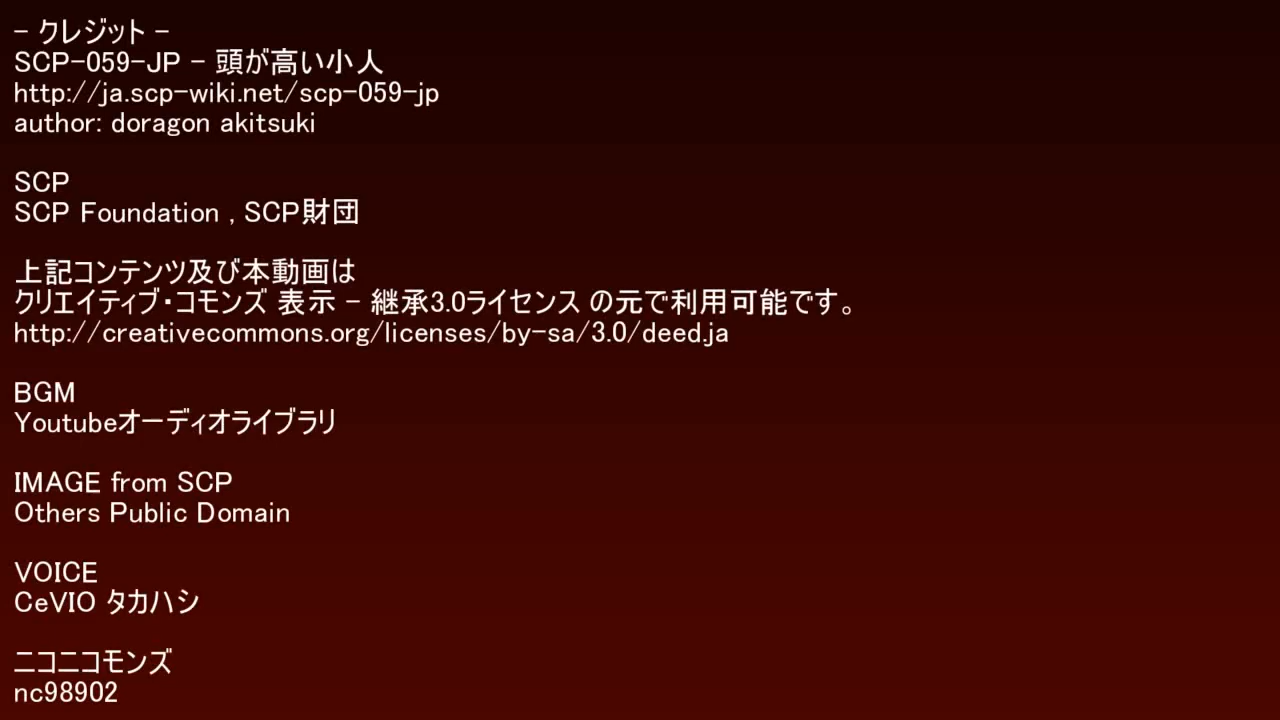 - クレジット -
SCP-059-JP - 頭が高い小人
http://ja.scp-wiki.net/scp-059-jp
author: doragon akitsuki
SCP
SCP Foundation , SCP財団
上記コンテンツ及び本動画は
クリエイティブ・コモンズ 表示 - 継承3.0ライセンス の元で利用可能です。
http://creativecommons.org/licenses/by-sa/3.0/deed.ja
BGM
Youtubeオーディオライブラリ
IMAGE from SCP
Others Public Domain
VOICE
CeVIO タカハシ
ニコニコモンズ
nc98902